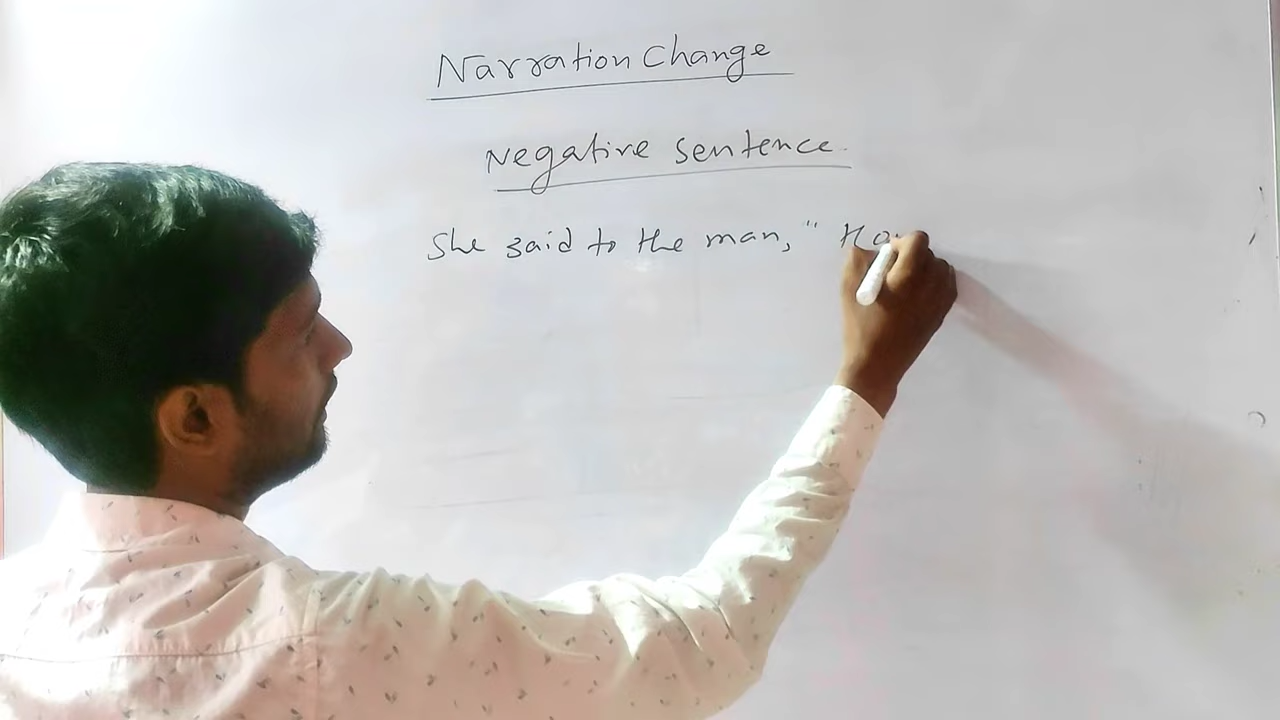 Narration Change
Negative sentence.
She said to the man, "